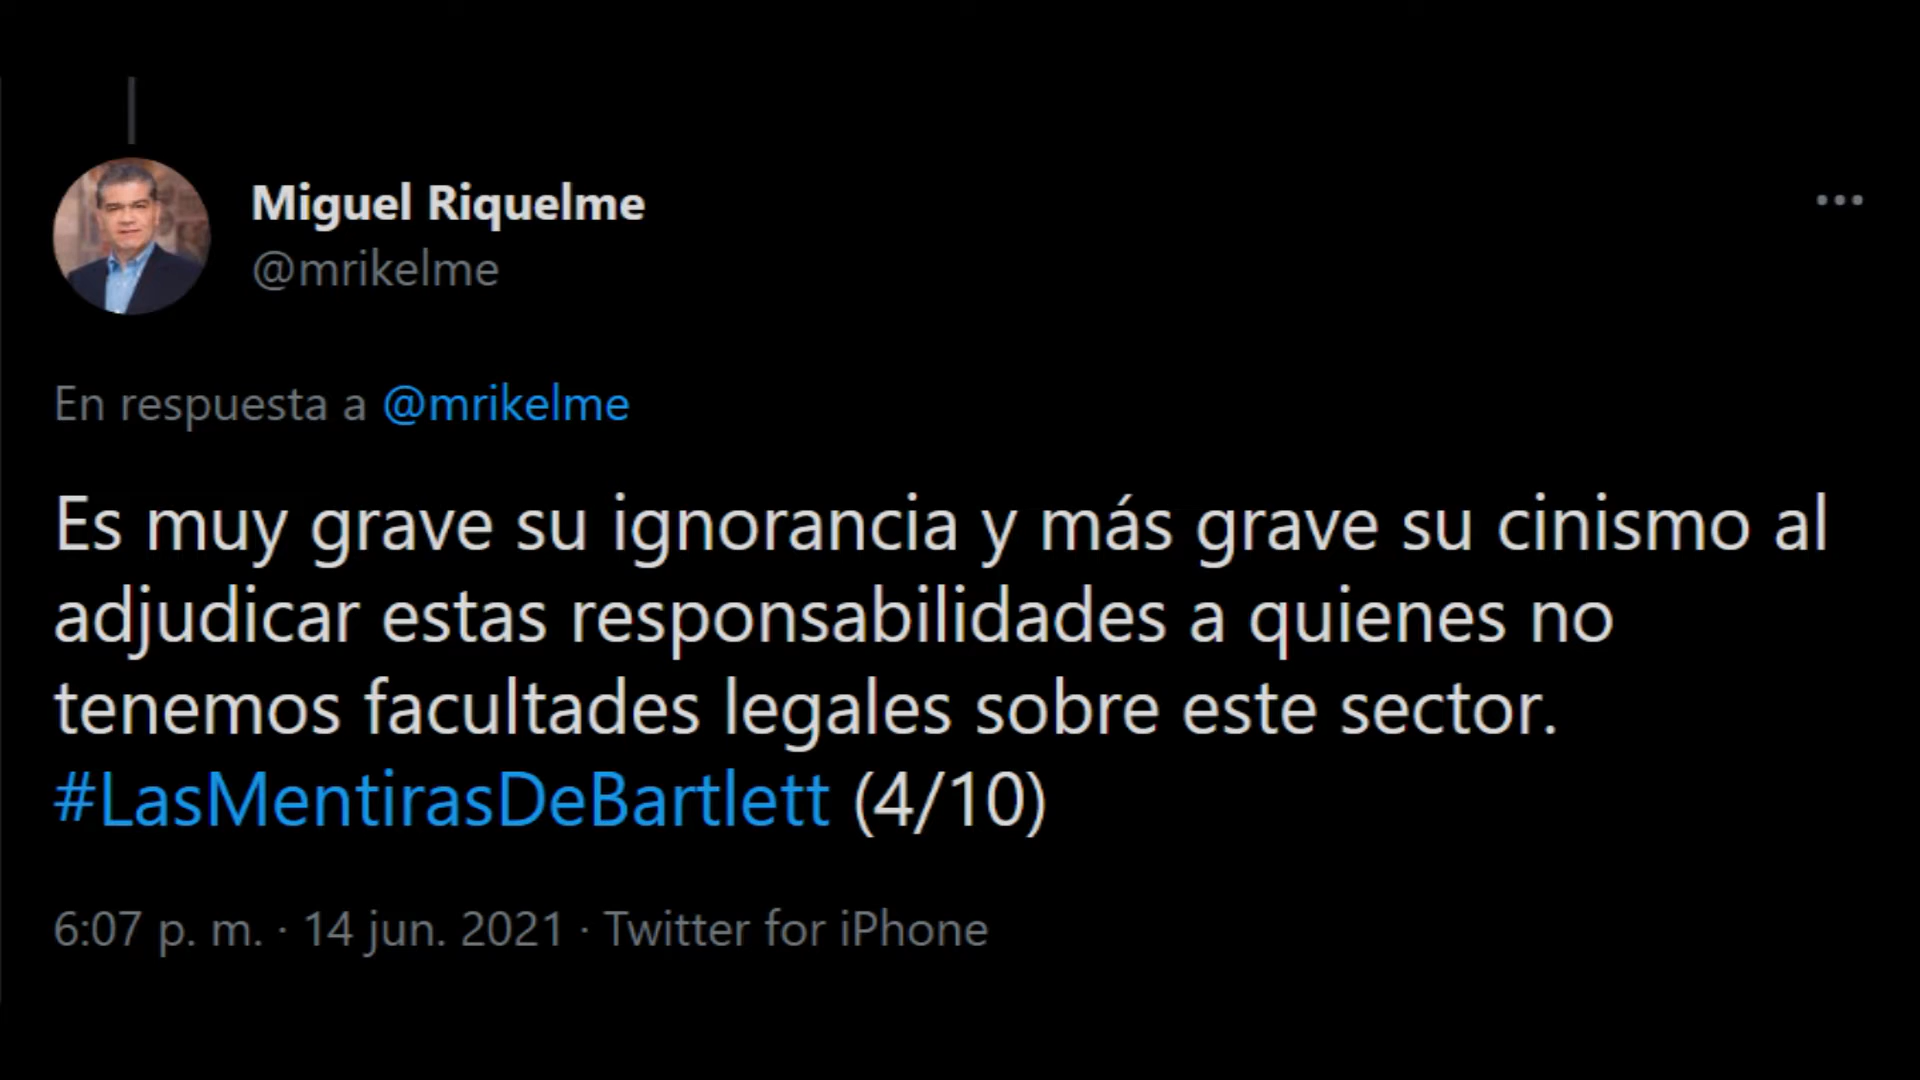 Miguel Riquelme
@mrikelme
En respuesta a @mrikelme
Es muy grave su ignorancia y más grave su cinismo al
adjudicar estas responsabilidades a quienes no
tenemos facultades legales sobre este sector.
#LasMentirasDeBartlett (4/10)
6:07 p. m. · 14 jun. 2021 · Twitter for iPhone